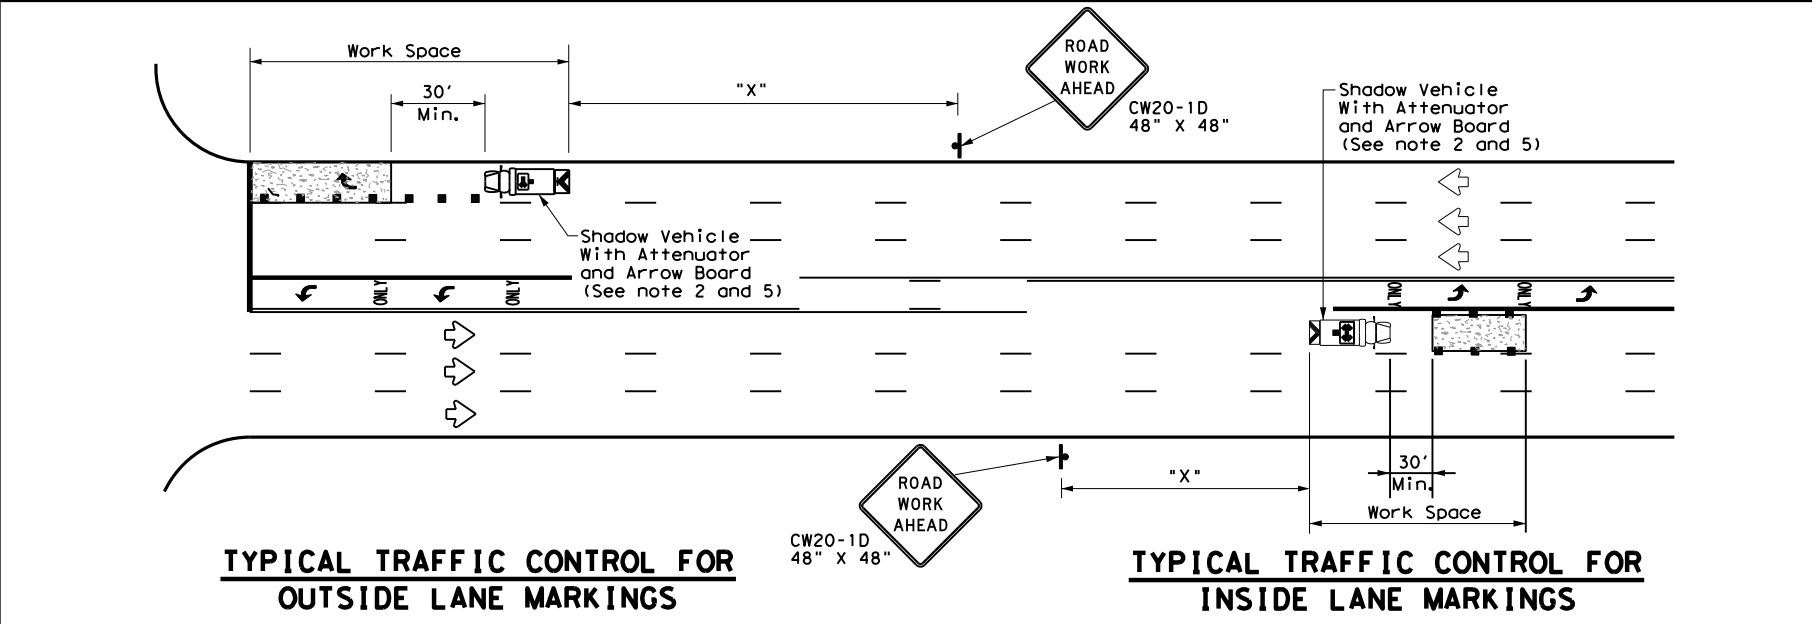 Work Space
30'
Min.
"X"
ROAD
WORK
AHEAD
CW20-1D
48" X 48"
Shadow Vehicle
With Attenuator
and Arrow Board
(See note 2 and 5)
Shadow Vehicle
With Attenuator
and Arrow Board
(See note 2 and 5)
ONLY
ONLY
ONLY
ONLY
ROAD
WORK
AHEAD
CW20-1D
48" X 48"
"X"
30'
Min.
Work Space
TYPICAL TRAFFIC CONTROL FOR
OUTSIDE LANE MARKINGS
TYPICAL TRAFFIC CONTROL FOR
INSIDE LANE MARKINGS